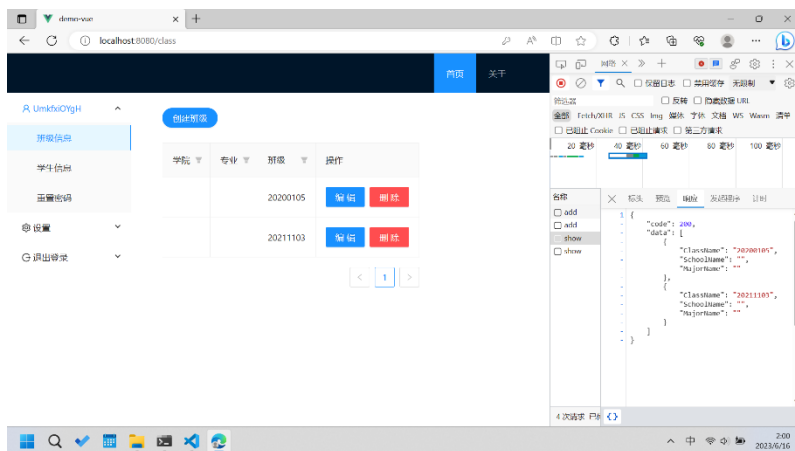 demo-vue
localhost:8080/class
首页 关于
UmkfxiOYgH
班级信息
学生信息
重置密码
设置
退出登录
创建班级
学院 专业 班级 操作
20200105 编辑 删除
20211103 编辑 删除
1
网络
保留日志 禁用缓存 无限制
筛选器 反转 隐藏数据 URL
全部 Fetch/XHR JS CSS Img 媒体 字体 文档 WS Wasm 清单
已阻止 Cookie 已阻止请求 第三方请求
20 毫秒 40 毫秒 60 毫秒 80 毫秒 100 毫秒
名称
add
add
show
show
标头 预览 响应 发起程序 计时
1 {
"code": 200,
"data": [
{
"ClassName": "20200105",
"SchoolName": "",
"MajorName": ""
},
{
"ClassName": "20211103",
"SchoolName": "",
"MajorName": ""
}
]
}
4 次请求
中
2:00
2023/6/16